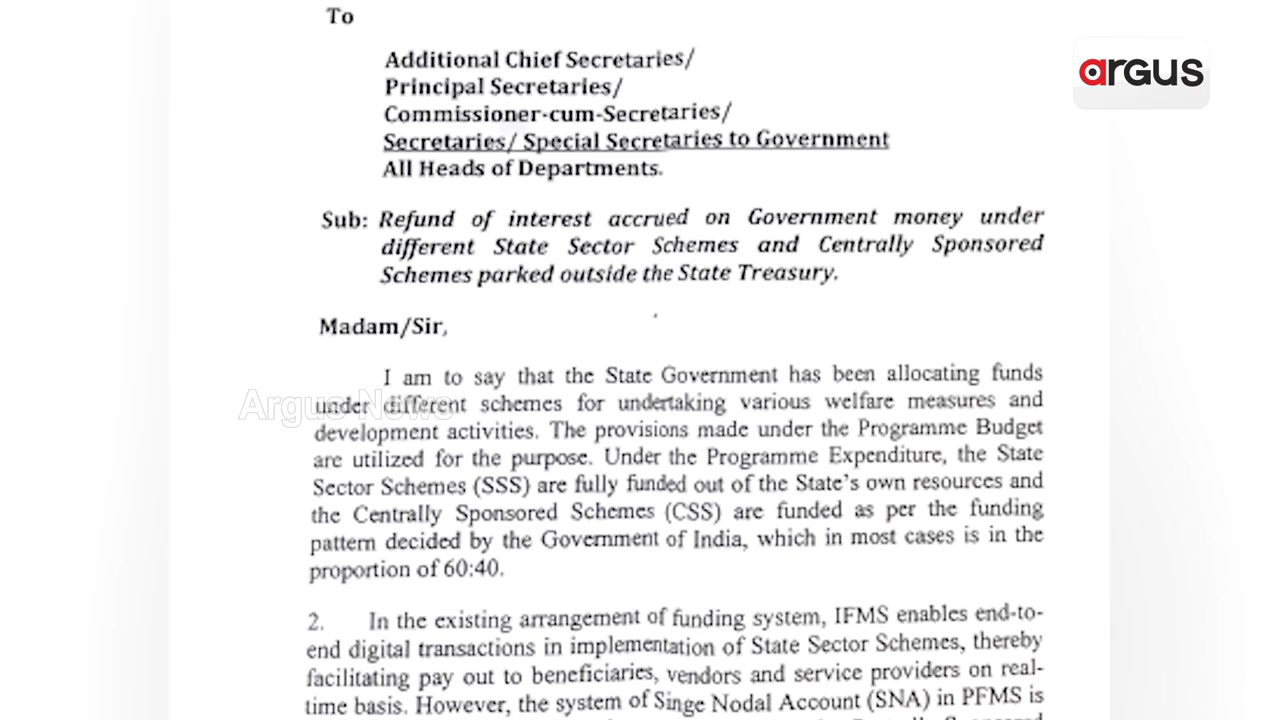 To
argus
Additional Chief Secretaries/
Principal Secretaries/
Commissioner-cum-Secretaries/
Secretaries/ Special Secretaries to Government
All Heads of Departments.
Sub: Refund of interest accrued on Government money under
different State Sector Schemes and Centrally Sponsored
Schemes parked outside the State Treasury.
Madam/Sir,
I am to say that the State Government has been allocating funds
Argus News
under different schemes for undertaking various welfare measures and
development activities. The provisions made under the Programme Budget
are utilized for the purpose. Under the Programme Expenditure, the State
Sector Schemes (SSS) are fully funded out of the State's own resources and
the Centrally Sponsored Schemes (CSS) are funded as per the funding
pattern decided by the Government of India, which in most cases is in the
proportion of 60:40.
2. In the existing arrangement of funding system, IFMS enables end-to-
end digital transactions in implementation of State Sector Schemes, thereby
facilitating pay out to beneficiaries, vendors and service providers on real-
time basis. However, the system of Singe Nodal Account (SNA) in PFMS is